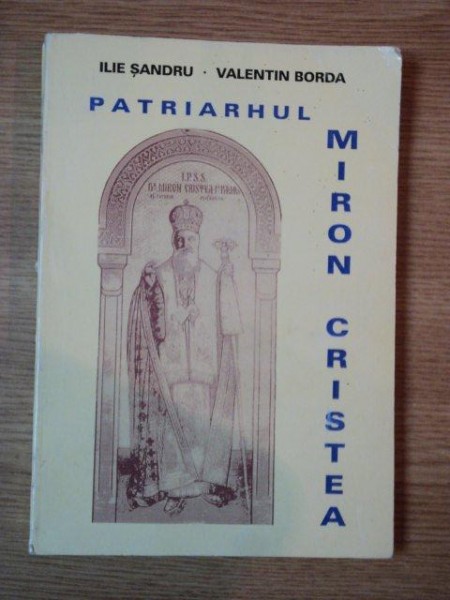 ILIE ȘANDRU · VALENTIN BORDA
PATRIARHUL
MIRON CRISTEA
I.P.S.S.